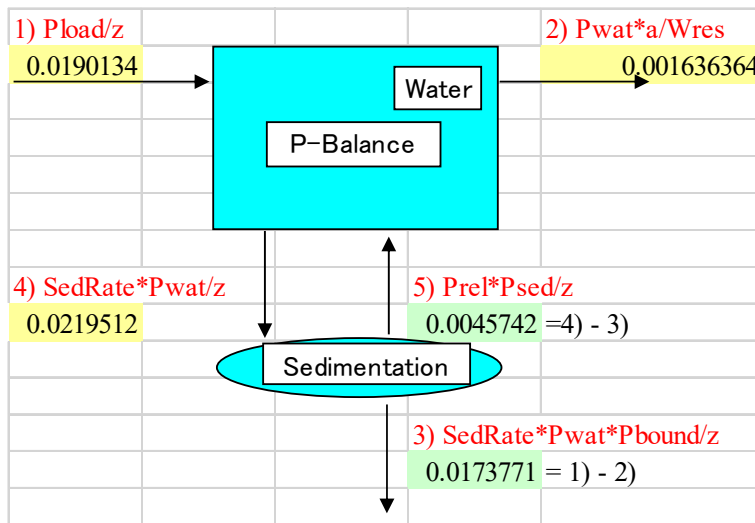 1) Pload/z
2) Pwat*a/Wres
0.0190134
0.001636364
Water
P-Balance
4) SedRate*Pwat/z
5) Prel*Psed/z
0.0219512
0.0045742 =4) - 3)
Sedimentation
3) SedRate*Pwat*Pbound/z
0.0173771 = 1) - 2)